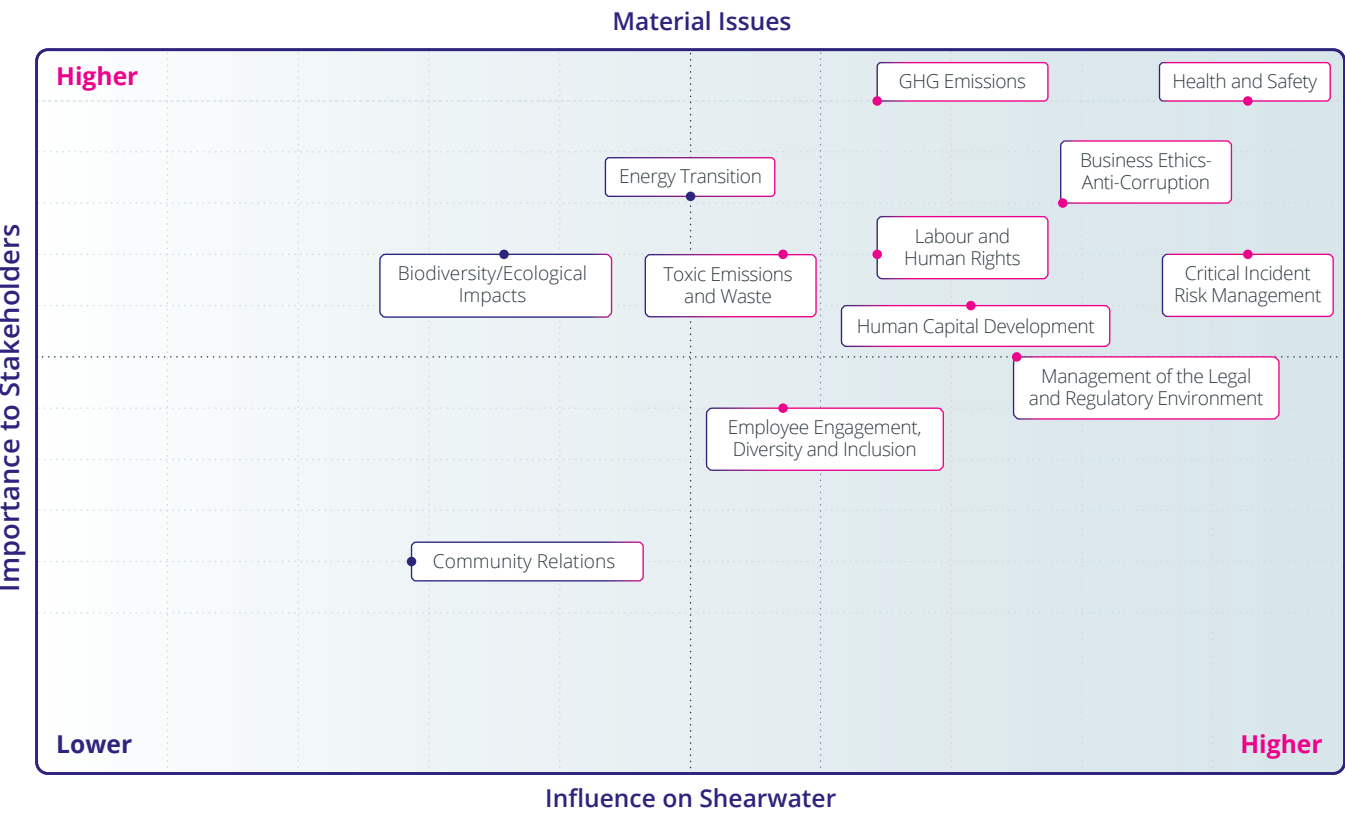 Material Issues
Higher
GHG Emissions
Health and Safety
Business Ethics-
Anti-Corruption
Energy Transition
Labour and
Human Rights
Biodiversity/Ecological
Impacts
Toxic Emissions
and Waste
Critical Incident
Risk Management
Human Capital Development
Management of the Legal
and Regulatory Environment
Employee Engagement,
Diversity and Inclusion
Community Relations
Importance to Stakeholders
Lower
Higher
Influence on Shearwater